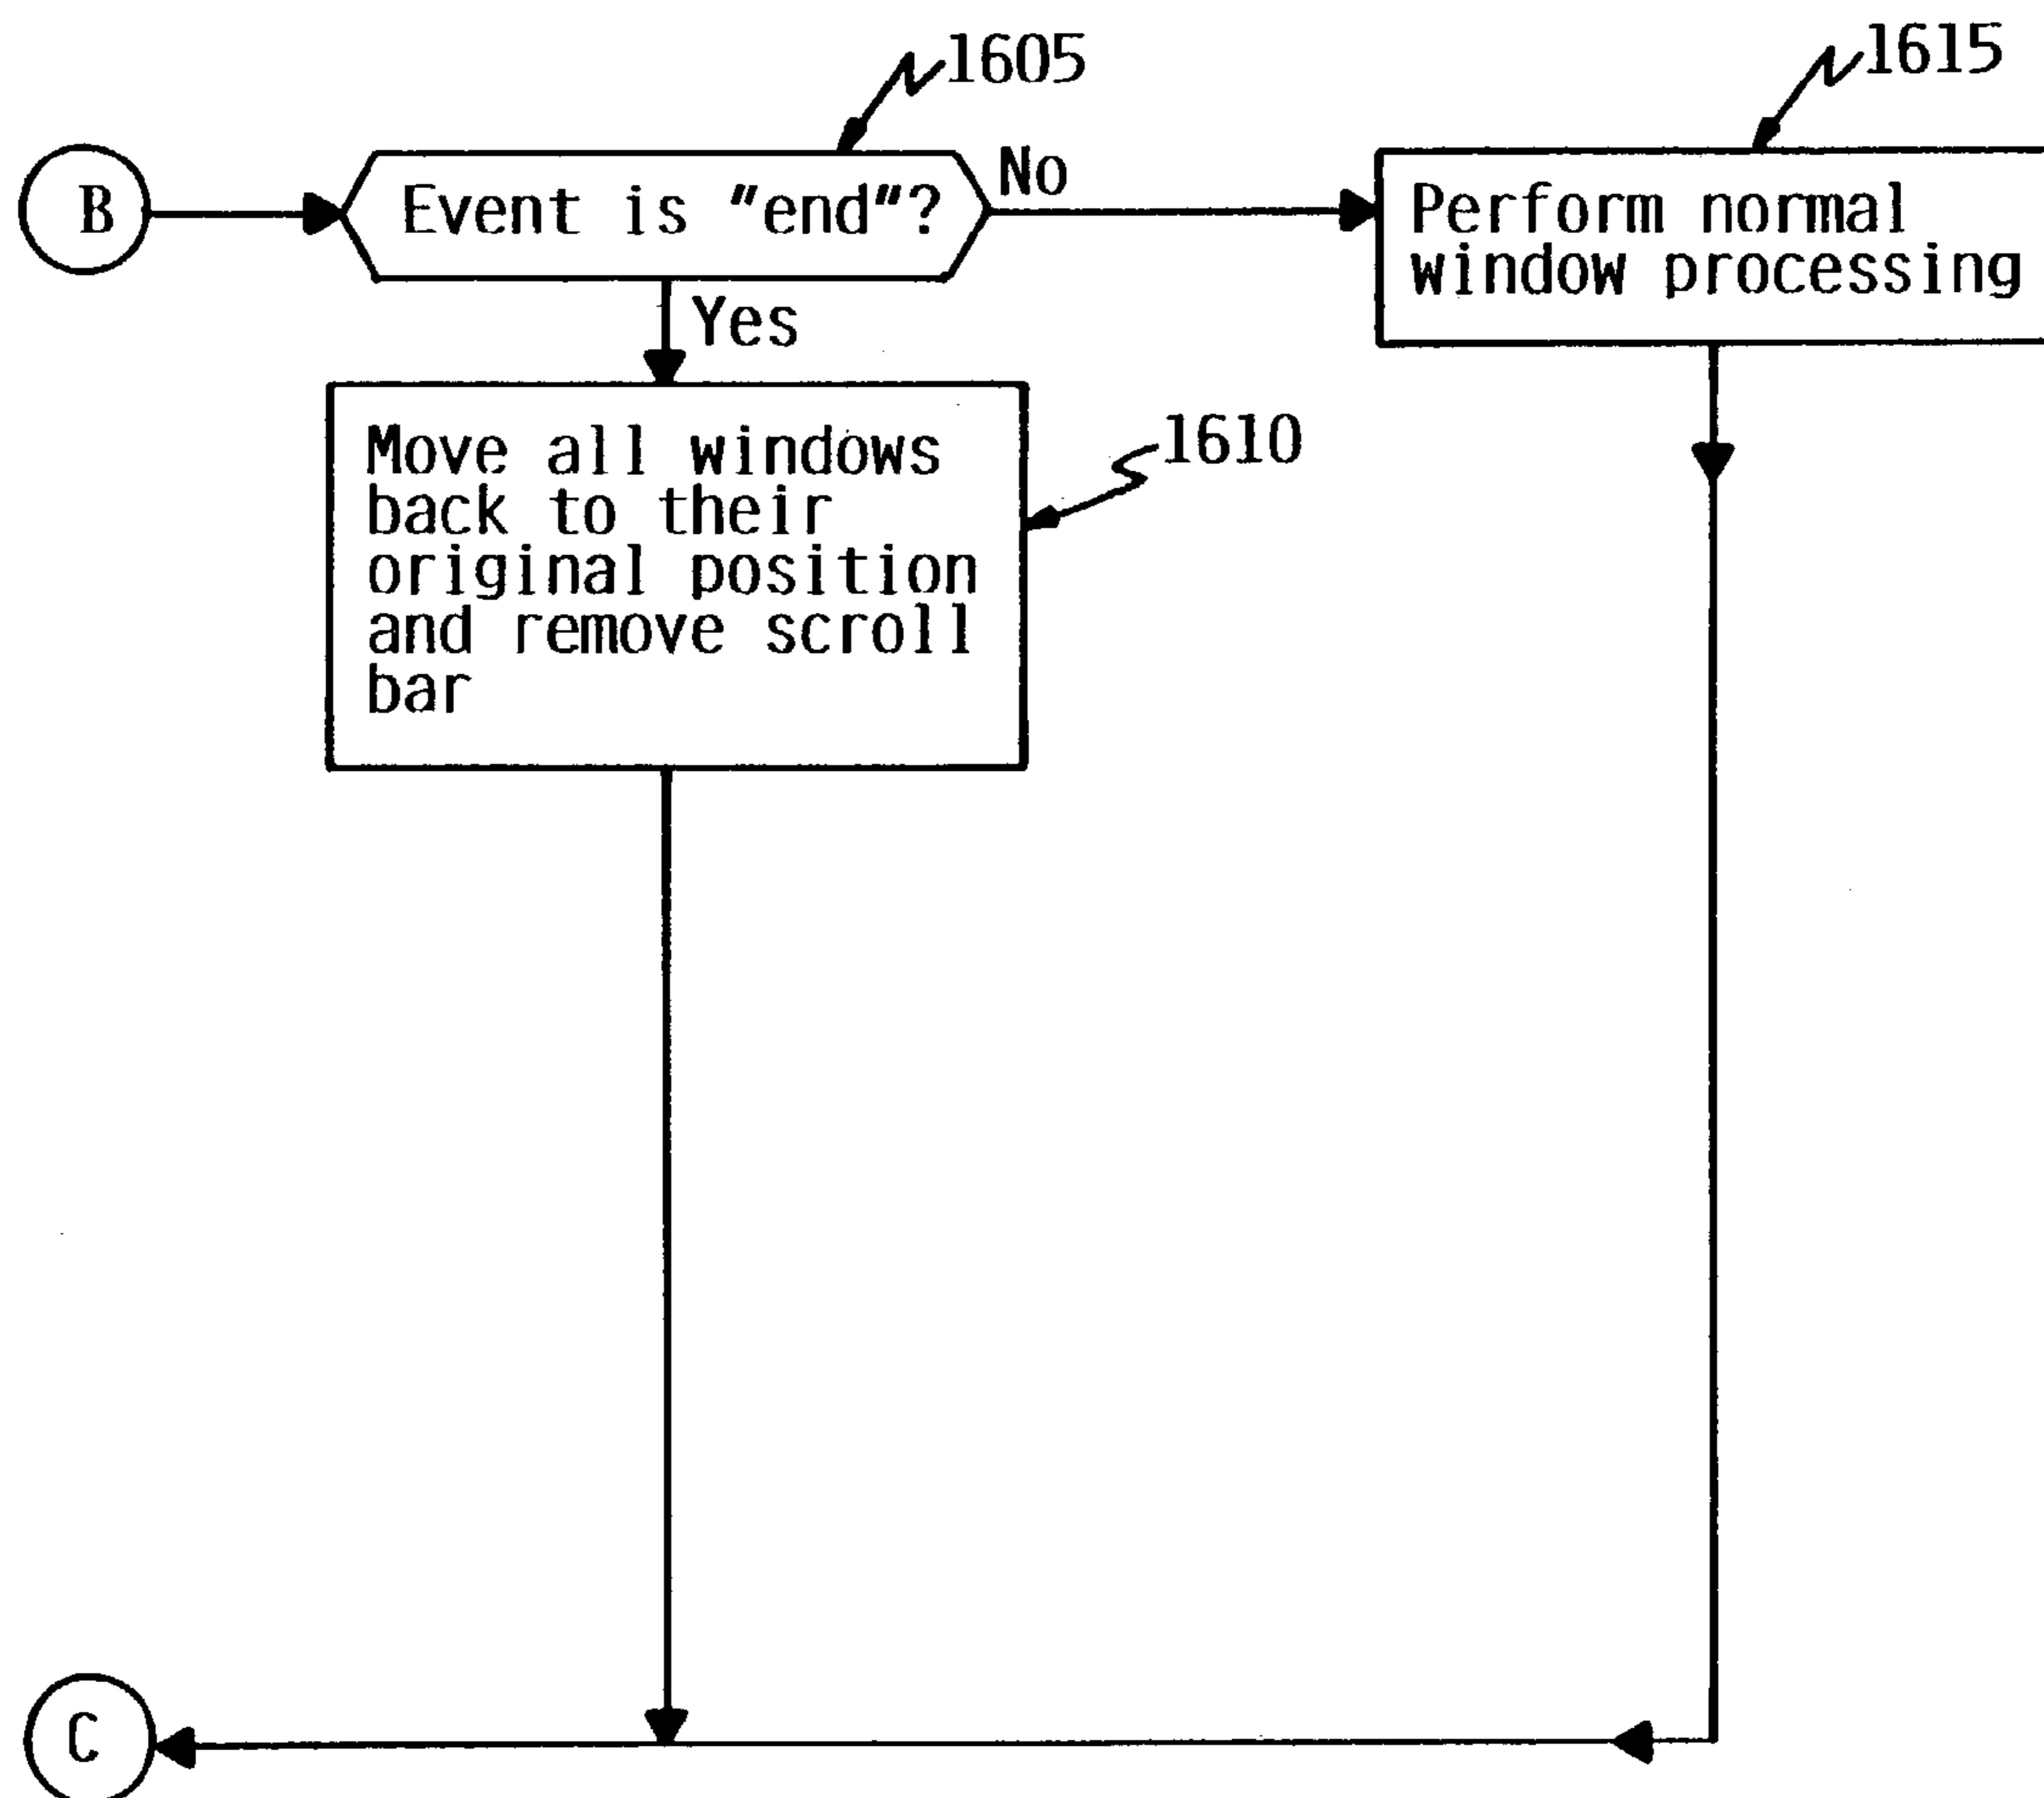 1605
1615
B
Event is "end"?
No
Perform normal
window processing
Yes
Move all windows
back to their
original position
and remove scroll
bar
1610
C